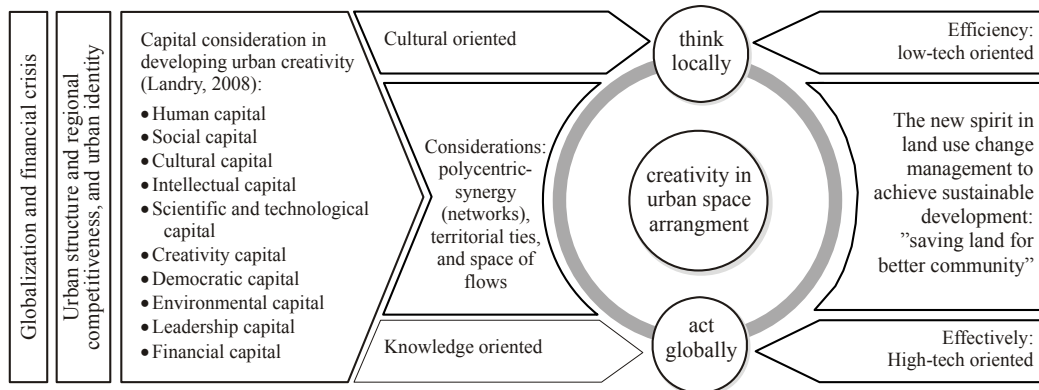 Globalization and financial crisis
Urban structure and regional
competitiveness, and urban identity
Capital consideration in
developing urban creativity
(Landry, 2008):
• Human capital
• Social capital
• Cultural capital
• Intellectual capital
• Scientific and technological
capital
• Creativity capital
• Democratic capital
• Environmental capital
• Leadership capital
• Financial capital
Cultural oriented
Considerations:
polycentric-
synergy
(networks),
territorial ties,
and space of
flows
Knowledge oriented
think
locally
creativity in
urban space
arrangment
act
globally
Efficiency:
low-tech oriented
The new spirit in
land use change
management to
achieve sustainable
development:
”saving land for
better community”
Effectively:
High-tech oriented